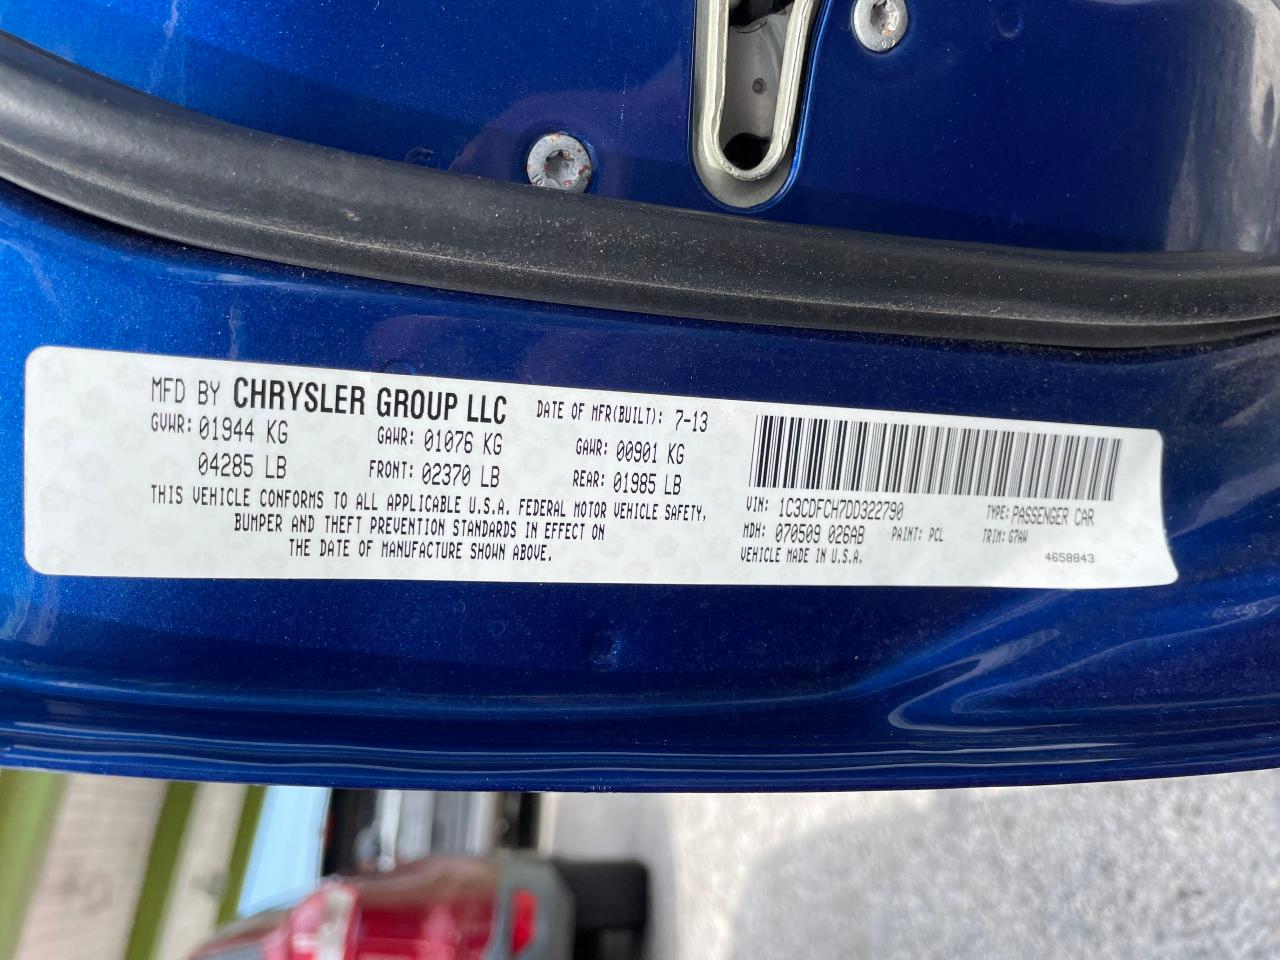 MFD BY CHRYSLER GROUP LLC DATE OF MFR(BUILT): 7-13
GVWR: 01944 KG GAWR: 01076 KG GAWR: 00901 KG
04285 LB FRONT: 02370 LB REAR: 01985 LB
THIS VEHICLE CONFORMS TO ALL APPLICABLE U.S.A. FEDERAL MOTOR VEHICLE SAFETY,
BUMPER AND THEFT PREVENTION STANDARDS IN EFFECT ON
THE DATE OF MANUFACTURE SHOWN ABOVE.
VIN: 1C3CDFCH7DD322790 TYPE: PASSENGER CAR
MDH: 070509 026AB PAINT: PCL TRIM: G7AW
VEHICLE MADE IN U.S.A. 4658843